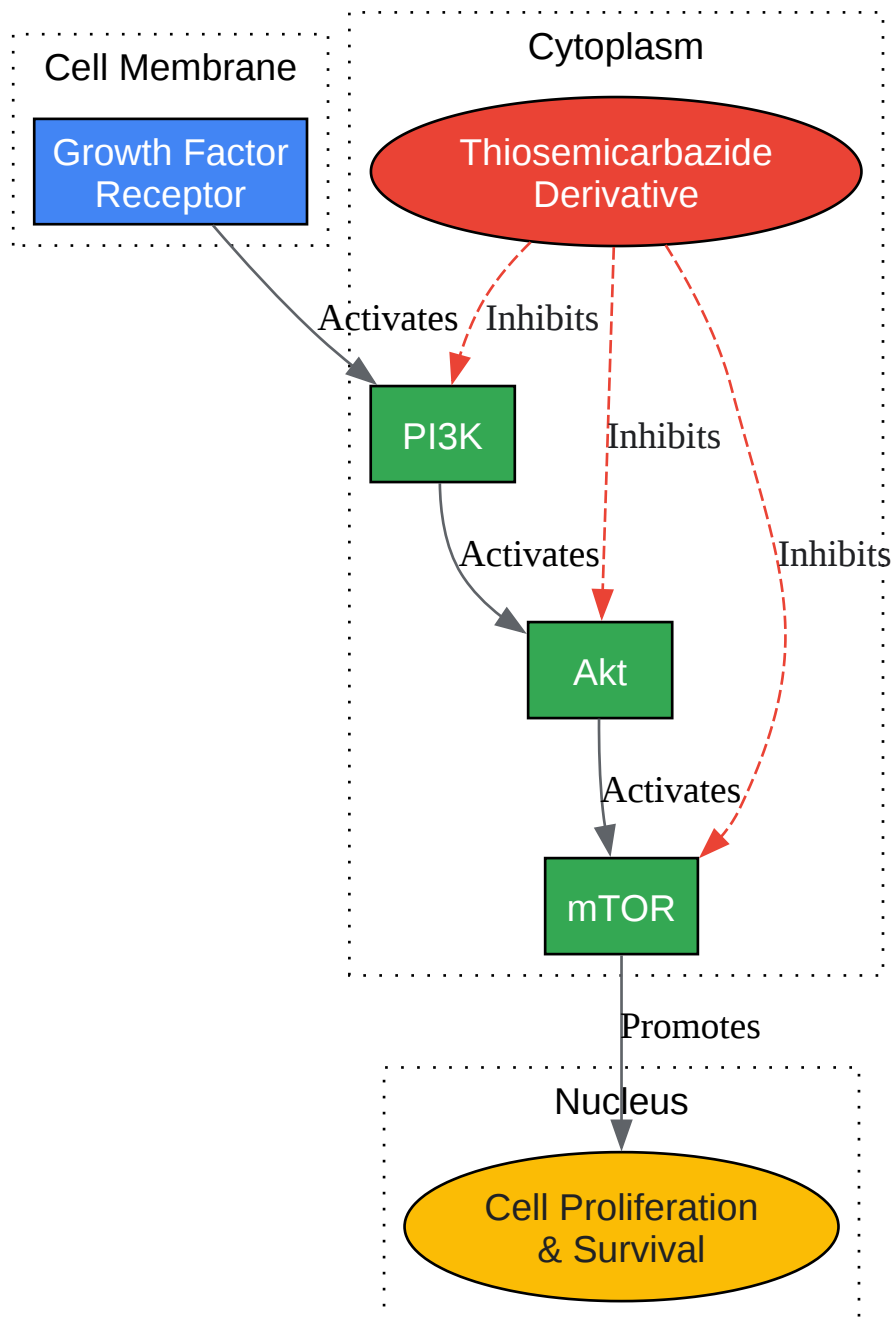 Cell Membrane
Cytoplasm
Growth Factor
Receptor
Thiosemicarbazide
Derivative
Activates
Inhibits
PI3K
Inhibits
Activates
Inhibits
Akt
Activates
mTOR
Promotes
Nucleus
Cell Proliferation
& Survival